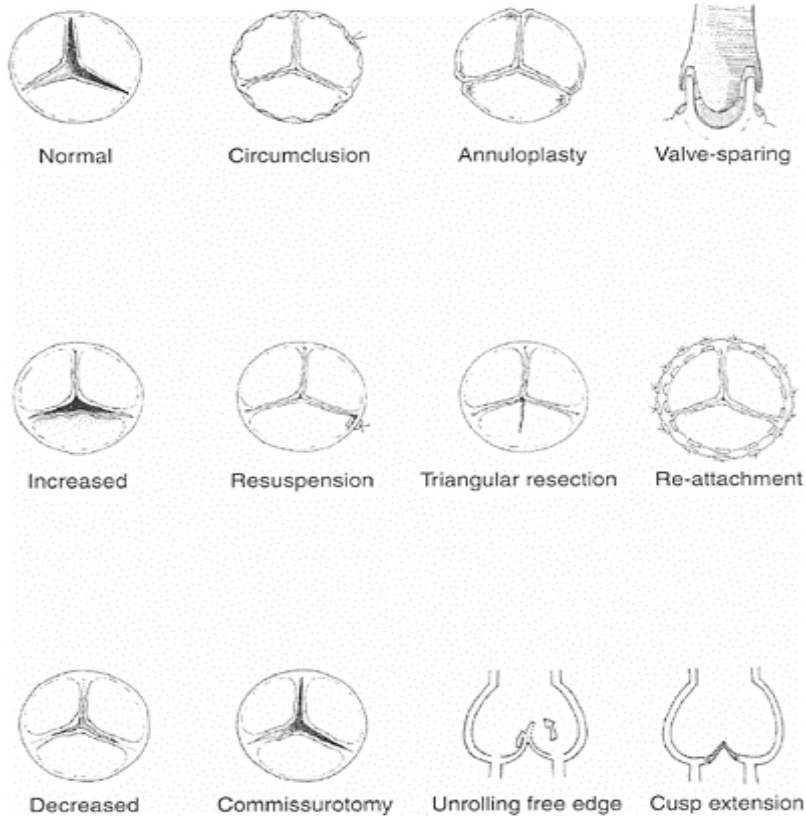 Normal
Circumclusion
Annuloplasty
Valve-sparing
Increased
Resuspension
Triangular resection
Re-attachment
Decreased
Commissurotomy
Unrolling free edge
Cusp extension